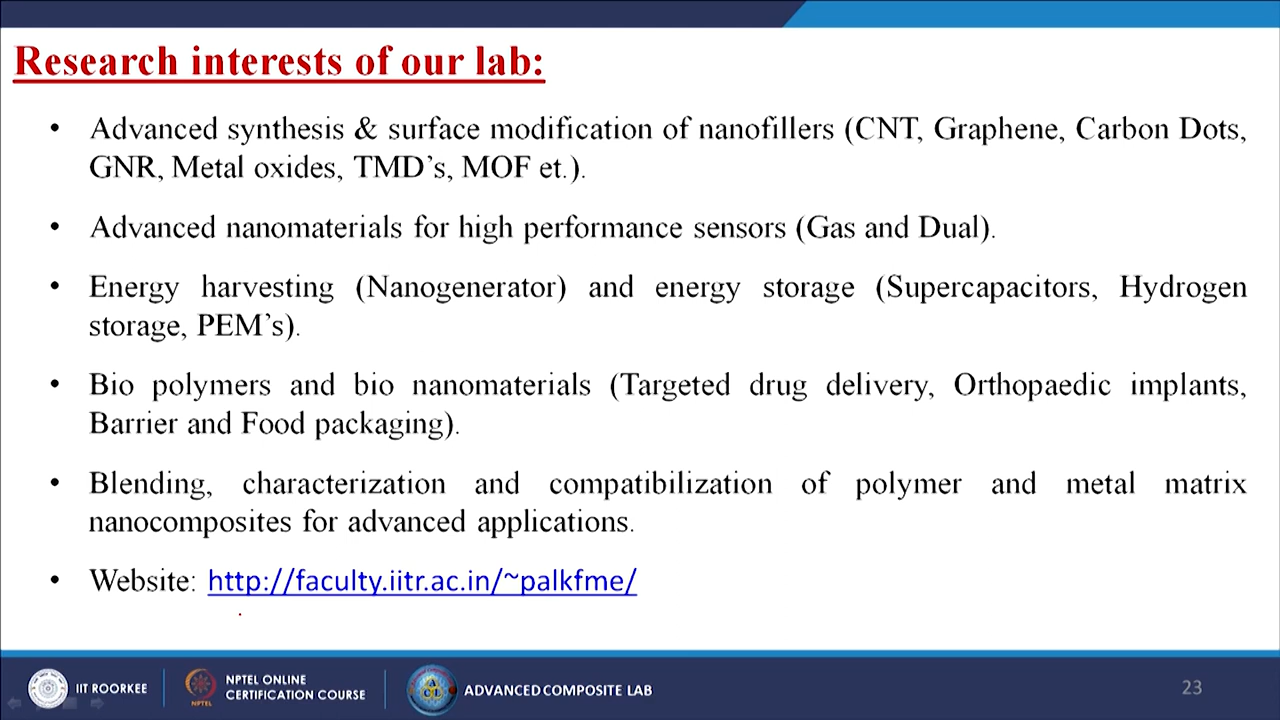 Research interests of our lab:
• Advanced synthesis & surface modification of nanofillers (CNT, Graphene, Carbon Dots,
GNR, Metal oxides, TMD’s, MOF et.).
• Advanced nanomaterials for high performance sensors (Gas and Dual).
• Energy harvesting (Nanogenerator) and energy storage (Supercapacitors, Hydrogen
storage, PEM’s).
• Bio polymers and bio nanomaterials (Targeted drug delivery, Orthopaedic implants,
Barrier and Food packaging).
• Blending, characterization and compatibilization of polymer and metal matrix
nanocomposites for advanced applications.
• Website: http://faculty.iitr.ac.in/~palkfme/
IIT ROORKEE
NPTEL
NPTEL ONLINE
CERTIFICATION COURSE
ACL
ADVANCED COMPOSITE LAB
23